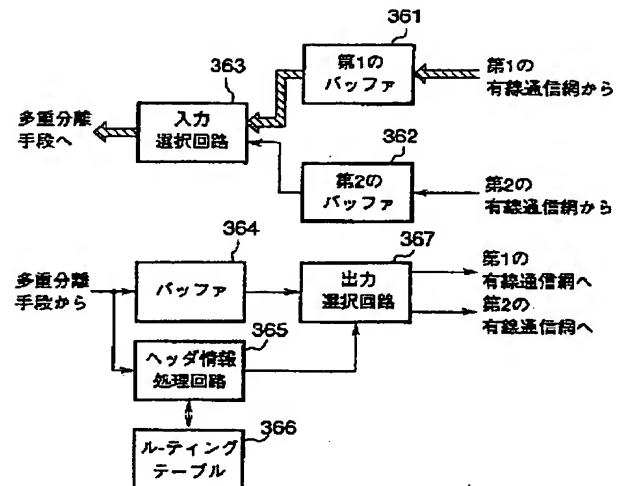 361
第1の
バッファ
第1の
有線通信網から
363
入力
選択回路
多重分離
手段へ
362
第2の
バッファ
第2の
有線通信網から
364
367
多重分離
手段から
バッファ
出力
選択回路
第1の
有線通信網へ
第2の
有線通信網へ
365
ヘッダ情報
処理回路
366
ル-ティング
テーブル